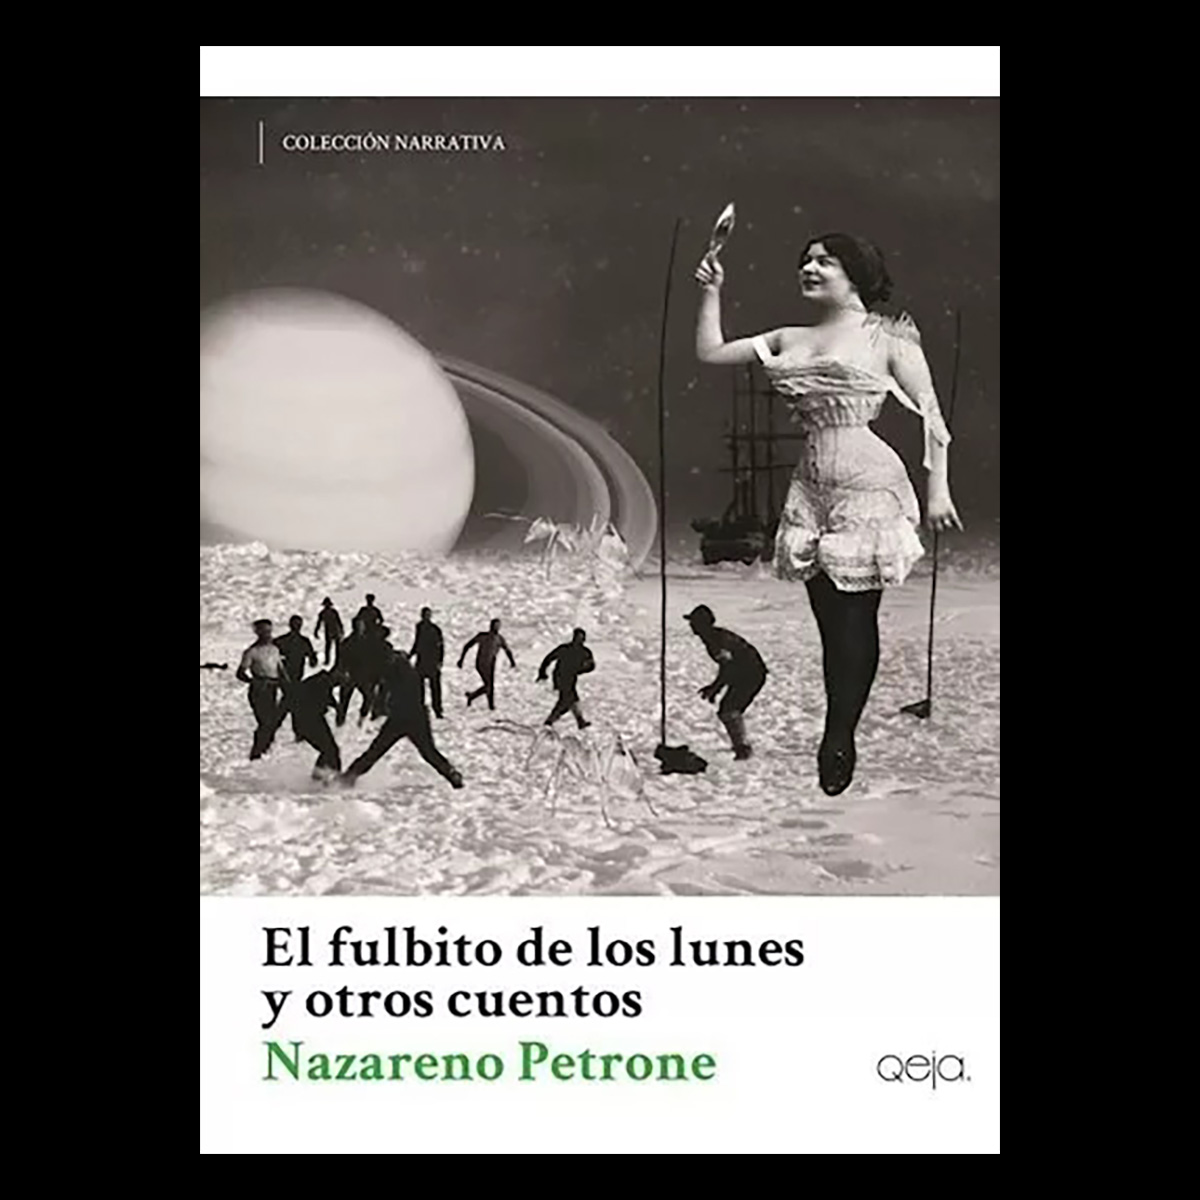 COLECCIÓN NARRATIVA
El fulbito de los lunes
y otros cuentos
Nazareno Petrone
qeja.